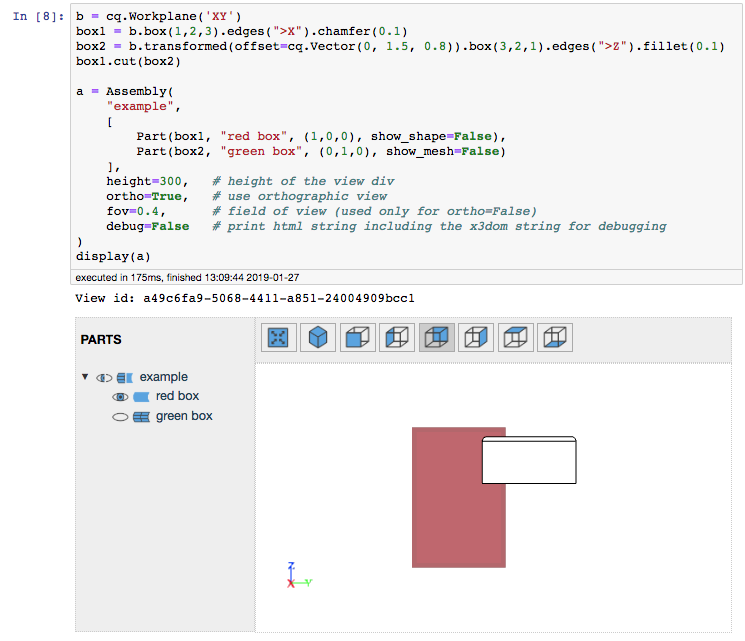 In [8]: b = cq.Workplane('XY')
box1 = b.box(1,2,3).edges(">X").chamfer(0.1)
box2 = b.transformed(offset=cq.Vector(0, 1.5, 0.8)).box(3,2,1).edges(">Z").fillet(0.1)
box1.cut(box2)
a = Assembly(
"example",
[
Part(box1, "red box", (1,0,0), show_shape=False),
Part(box2, "green box", (0,1,0), show_mesh=False)
],
height=300, # height of the view div
ortho=True, # use orthographic view
fov=0.4, # field of view (used only for ortho=False)
debug=False # print html string including the x3dom string for debugging
)
display(a)
executed in 175ms, finished 13:09:44 2019-01-27
View id: a49c6fa9-5068-4411-a851-24004909bcc1
PARTS
example
red box
green box
Z
X Y